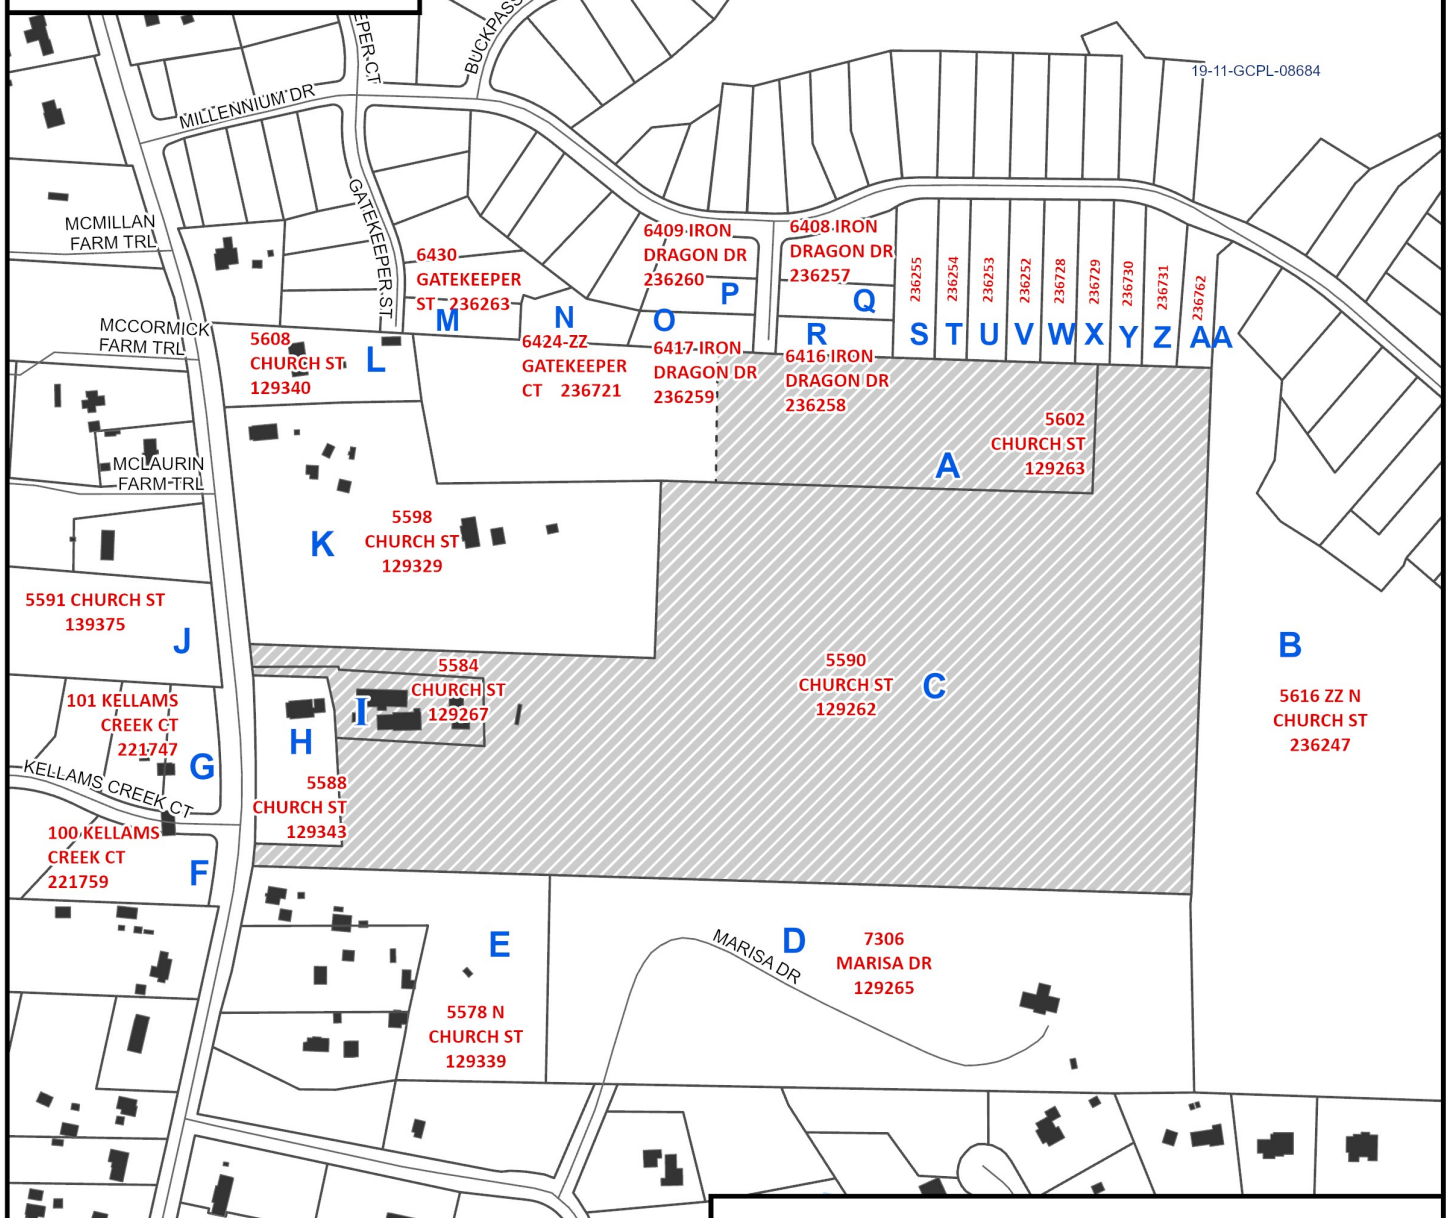 EPER CT
BUCKPASS
19-11-GCPL-08684
MILLENNIUM DR
GATEKEEPER ST
MCMILLAN
FARM TRL
6430
GATEKEEPER
ST 236263
M
N
6409 IRON
DRAGON DR
236260
P
O
6408 IRON
DRAGON DR
236257
Q
R
236255
236254
236253
236252
236728
236729
236730
236731
236762
S
T
U
V
W
X
Y
Z
AA
MCCORMICK
FARM TRL
5608
CHURCH ST
129340
L
6424-ZZ
GATEKEEPER
CT 236721
6417 IRON
DRAGON DR
236259
6416 IRON
DRAGON DR
236258
5602
CHURCH ST
129263
A
MCLAURIN
FARM TRL
K
5598
CHURCH ST
129329
5591 CHURCH ST
139375
J
5584
CHURCH ST
129267
I
5590
CHURCH ST
129262
C
B
5616 ZZ N
CHURCH ST
236247
101 KELLAMS
CREEK CT
221747
G
H
KELLAMS CREEK CT
5588
CHURCH ST
129343
100 KELLAMS
CREEK CT
221759
F
E
D
MARISA DR
7306
MARISA DR
129265
5578 N
CHURCH ST
129339